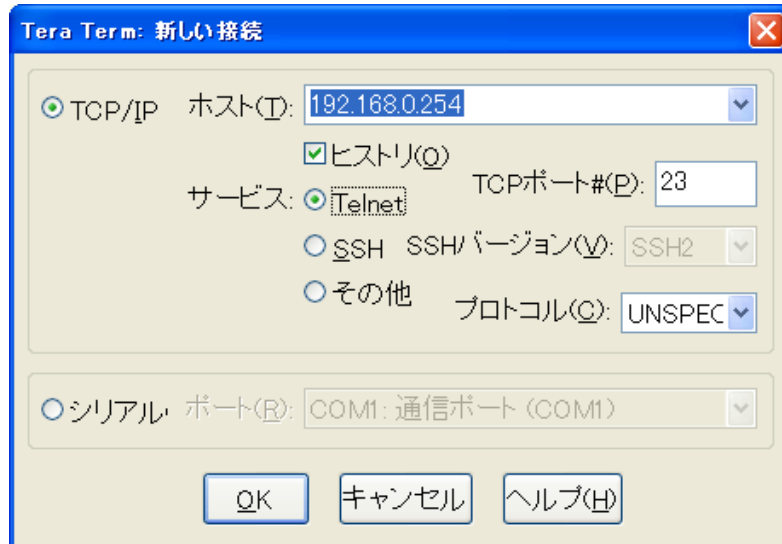 Tera Term: 新しい接続
TCP/IP ホスト(T): 192.168.0.254
ヒストリ(O)
サービス: Telnet TCPポート#(P): 23
SSH SSHバージョン(V): SSH2
その他 プロトコル(C): UNSPEC
シリアル ポート(R): COM1: 通信ポート (COM1)
OK キャンセル ヘルプ(H)